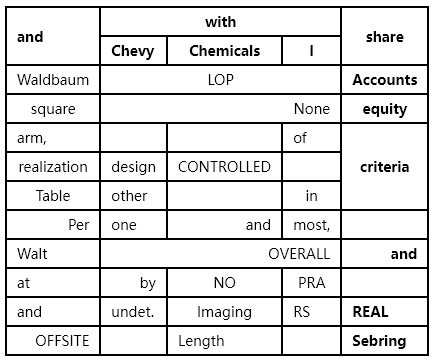 and with share
Chevy Chemicals I
Waldbaum LOP Accounts
square None equity
arm, of
realization design CONTROLLED criteria
Table other in
Per one and most,
Walt OVERALL and
at by NO PRA
and undet. Imaging RS REAL
OFFSITE Length Sebring